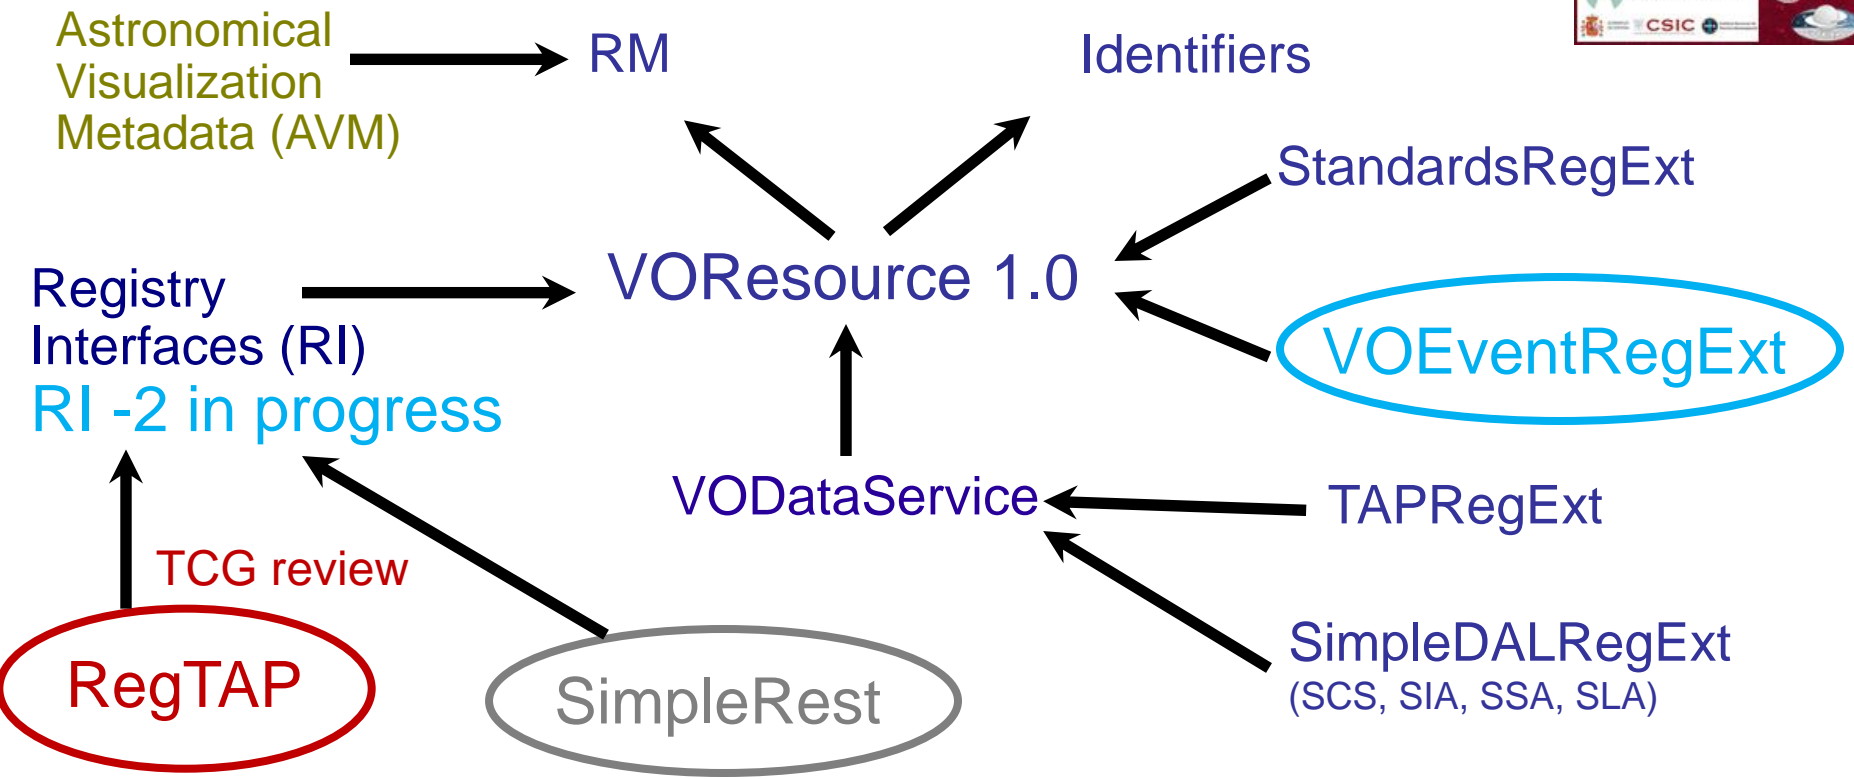 Astronomical
Visualization
Metadata (AVM)
RM
Identifiers
CSIC
StandardsRegExt
VOResource 1.0
Registry
Interfaces (RI)
RI -2 in progress
VOEventRegExt
VODataService
TAPRegExt
TCG review
RegTAP
SimpleRest
SimpleDALRegExt
(SCS, SIA, SSA, SLA)